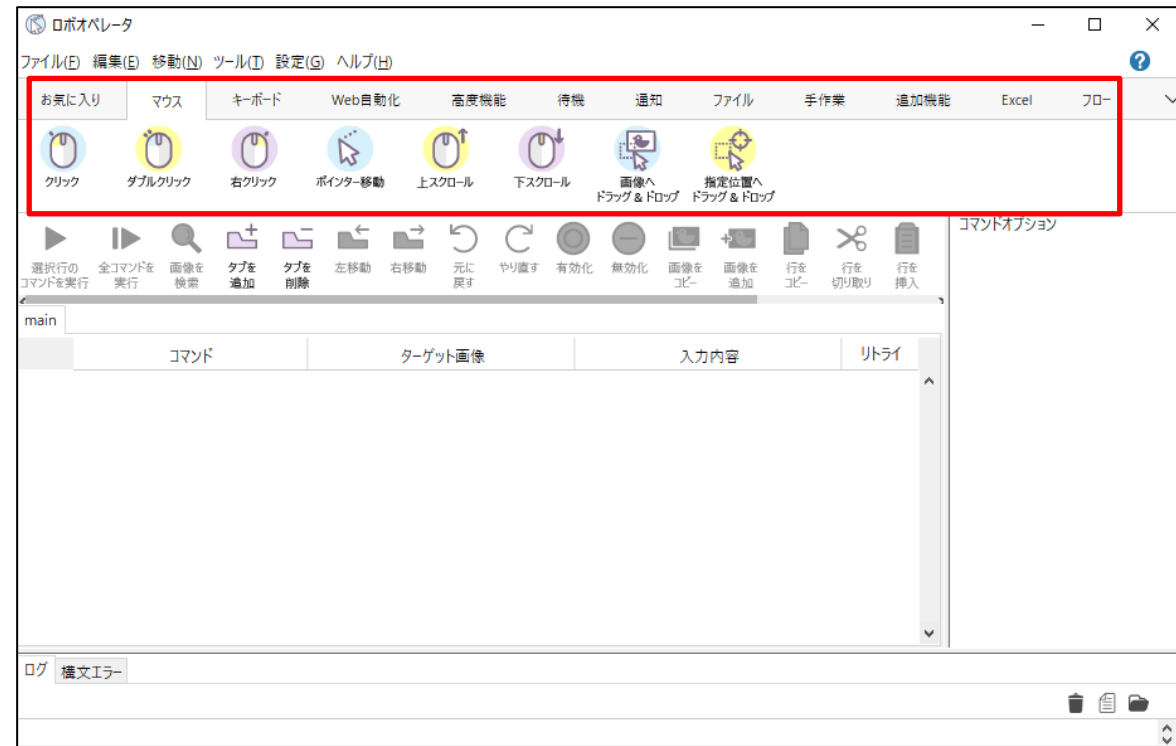 ロボオペレータ
ファイル(F) 編集(E) 移動(N) ツール(T) 設定(G) ヘルプ(H)
お気に入り マウス キーボード Web自動化 高度機能 待機 通知 ファイル 手作業 追加機能 Excel フロー
クリック ダブルクリック 右クリック ポインター移動 上スクロール 下スクロール 画像へ 指定位置へ
ドラッグ&ドロップ ドラッグ&ドロップ
コマンドオプション
選択行の 全コマンドを 画像を タブを タブを 左移動 右移動 元に やり直す 有効化 無効化 画像を 画像を 行を 行を 行を
コマンドを実行 実行 検索 追加 削除 戻す コピー 追加 コピー 切り取り 挿入
main
コマンド ターゲット画像 入力内容 リトライ
ログ 構文エラー